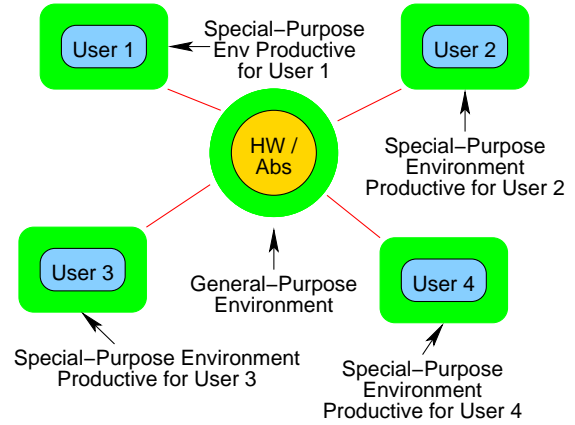 User 1
Special−Purpose
Env Productive
for User 1
User 2
HW /
Abs
Special−Purpose
Environment
Productive for User 2
User 3
General−Purpose
Environment
User 4
Special−Purpose Environment
Productive for User 3
Special−Purpose
Environment
Productive for User 4